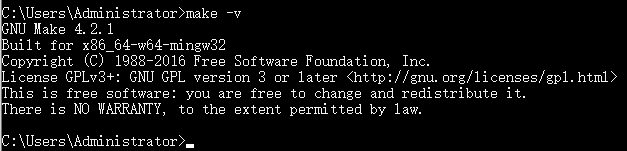 C:\Users\Administrator>make -v
GNU Make 4.2.1
Built for x86_64-w64-mingw32
Copyright (C) 1988-2016 Free Software Foundation, Inc.
License GPLv3+: GNU GPL version 3 or later <http://gnu.org/licenses/gpl.html>
This is free software: you are free to change and redistribute it.
There is NO WARRANTY, to the extent permitted by law.
C:\Users\Administrator>